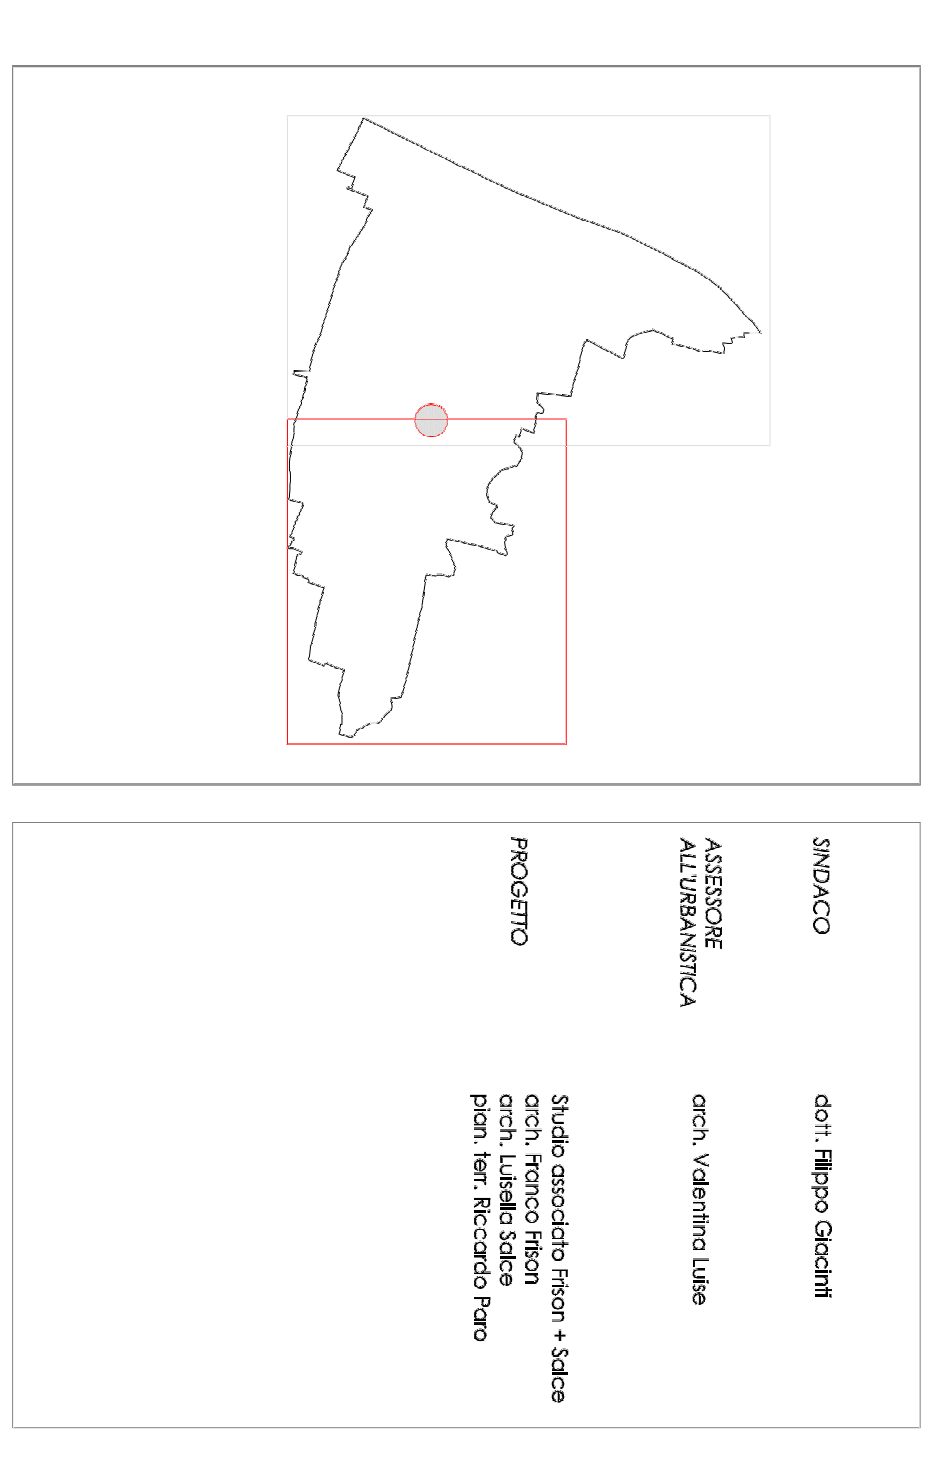 SINDACO
dott. Filippo Giacinti
ASSESSORE
ALL'URBANISTICA
arch. Valentina Luise
PROGETTO
Studio associato Frison + Salce
arch. Franco Frison
arch. Luisella Salce
pian. terr. Riccardo Paro